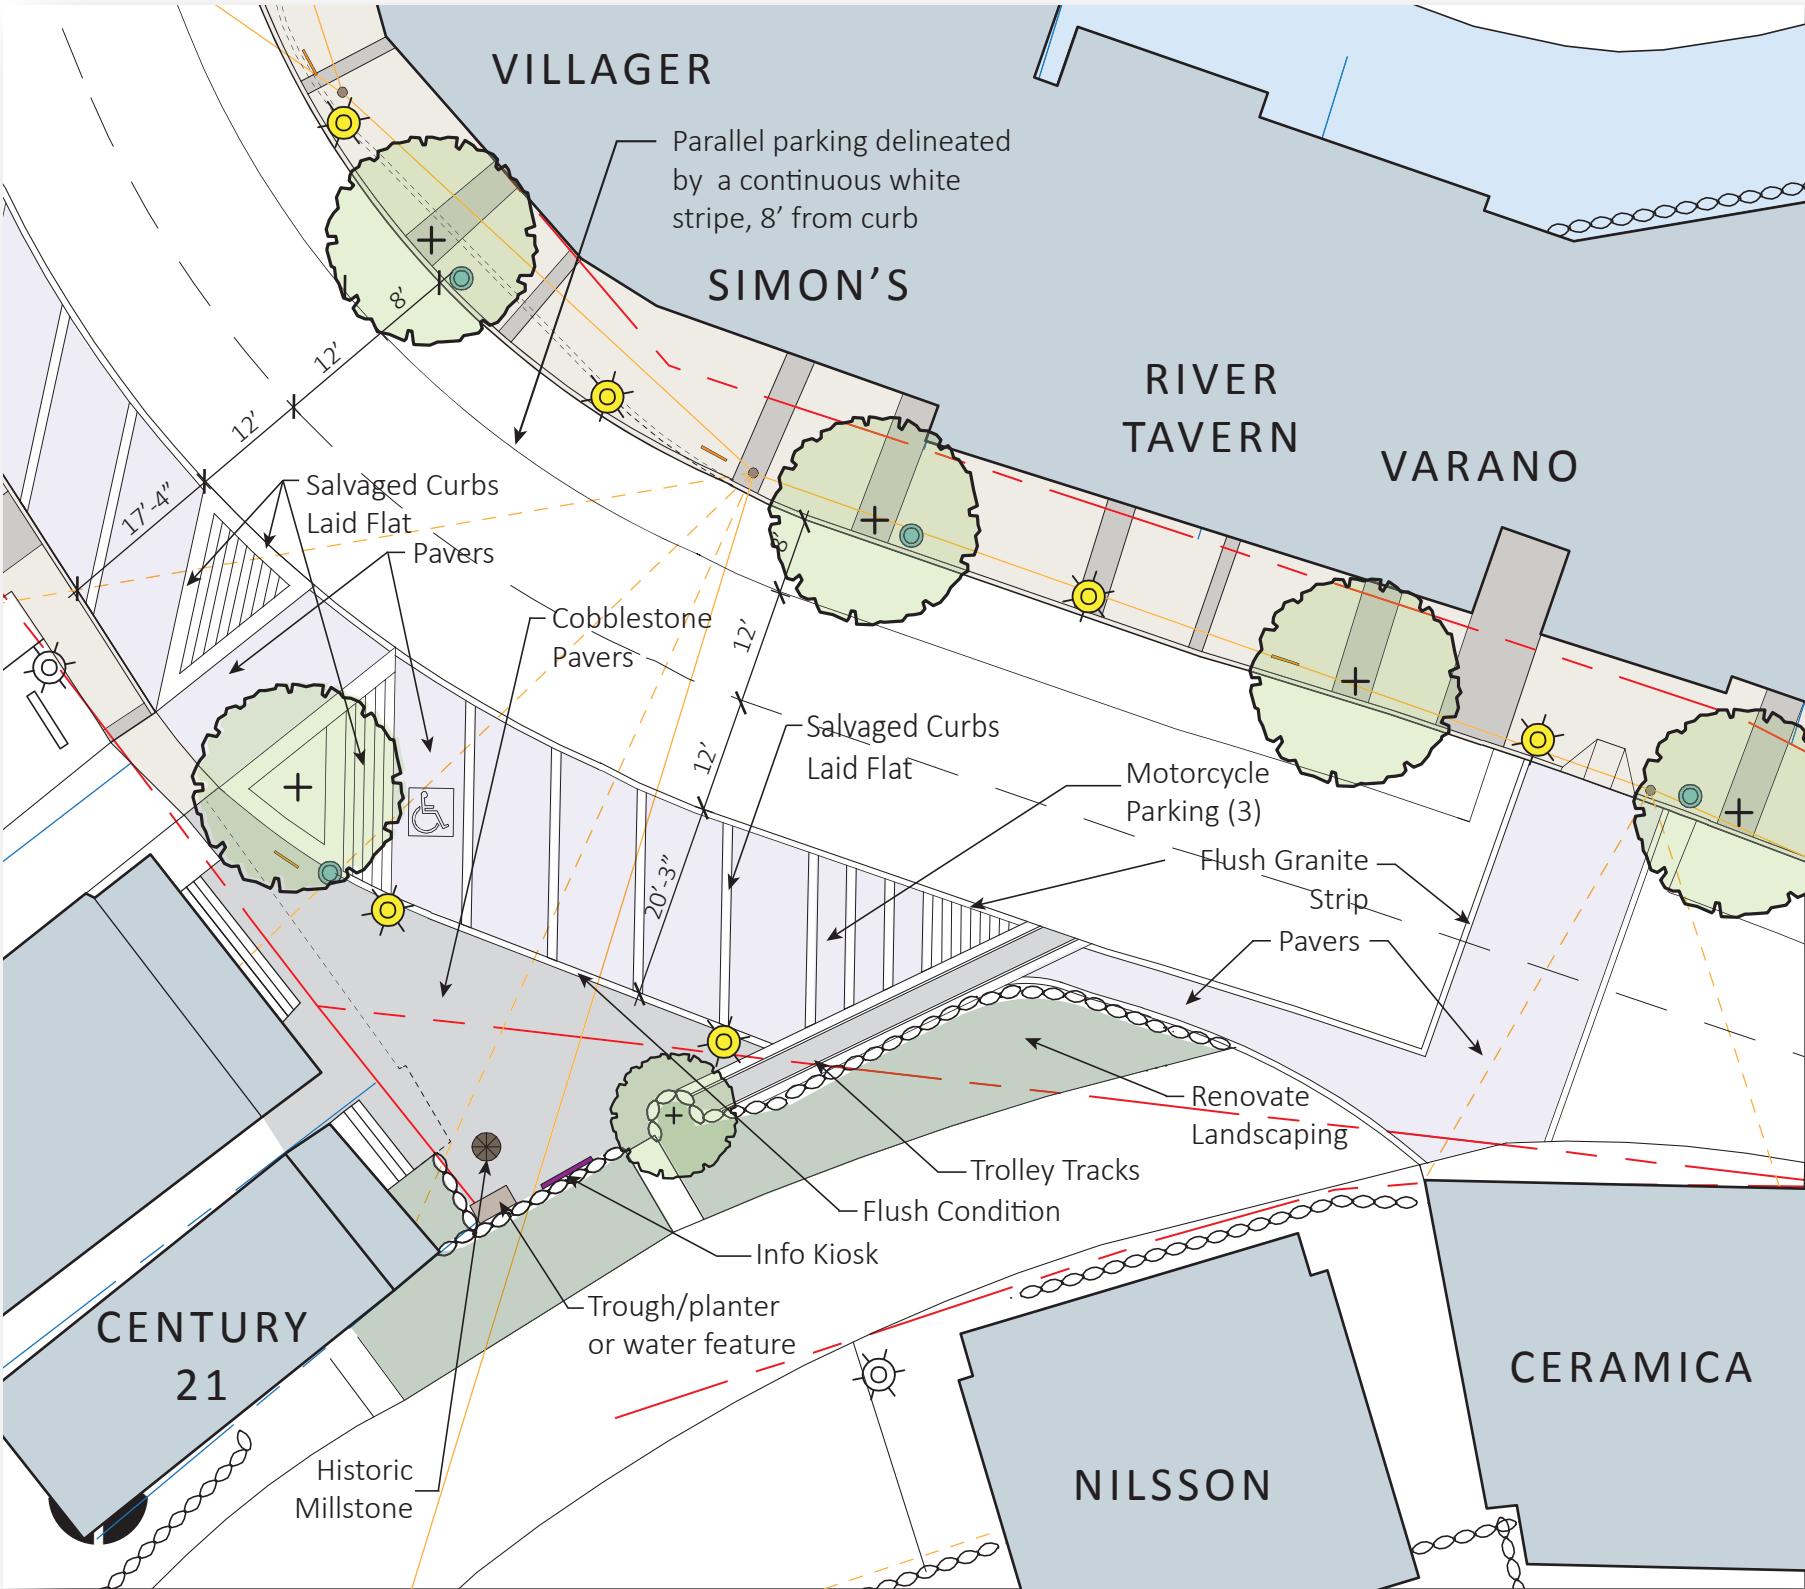 VILLAGER
Parallel parking delineated
by a continuous white
stripe, 8’ from curb
SIMON’S
8’
12’
12’
17’-4”
RIVER
TAVERN
VARANO
Salvaged Curbs
Laid Flat
Pavers
8’
Cobblestone
Pavers
12’
12’
20’-3”
Salvaged Curbs
Laid Flat
Motorcycle
Parking (3)
Flush Granite
Strip
Pavers
Renovate
Landscaping
Trolley Tracks
Flush Condition
Info Kiosk
Trough/planter
or water feature
CENTURY
21
CERAMICA
Historic
Millstone
NILSSON